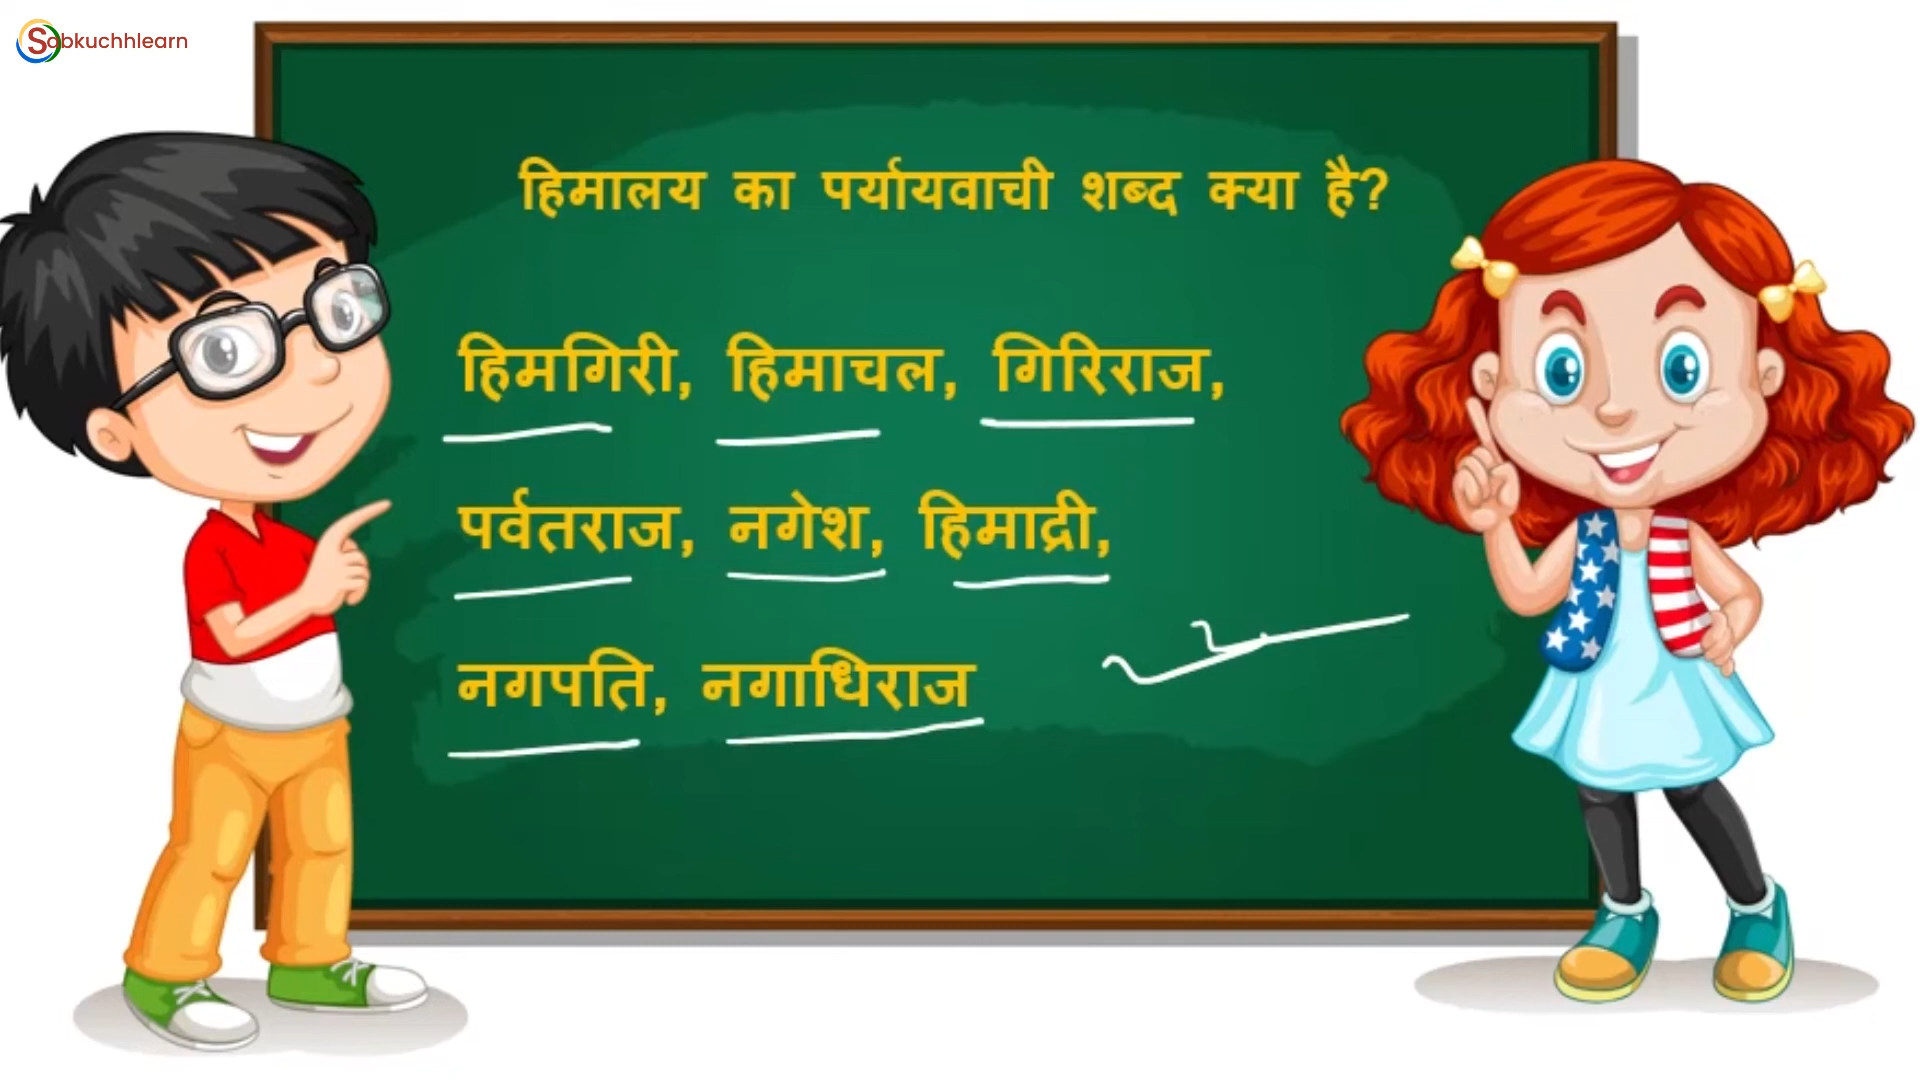 Sabkuchhlearn
हिमालय का पर्यायवाची शब्द क्या है?
हिमगिरी, हिमाचल, गिरिराज,
पर्वतराज, नगेश, हिमाद्री,
नगपति, नगाधिराज